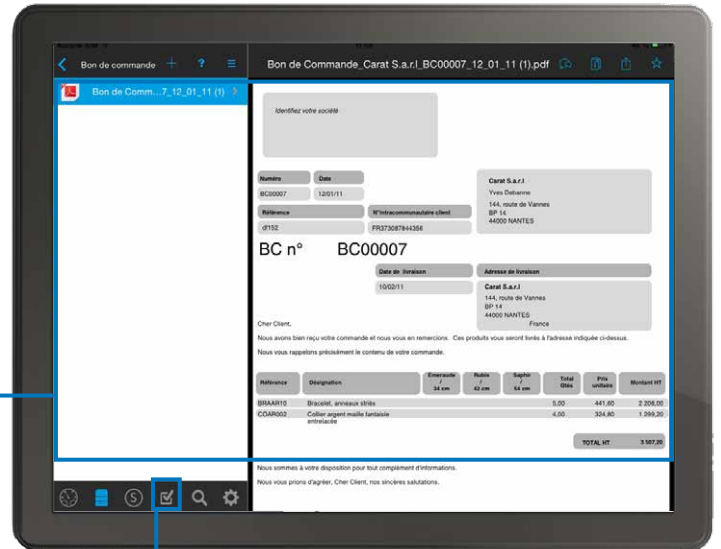 Bon de commande + ? ≡
Bon de Commande_Carat S.a.r.l_BC00007_12_01_11 (1).pdf
Bon de Comm...7_12_01_11 (1)
Identifiez votre société
Numéro Date
BC00007 12/01/11
Carat S.a.r.l
Yves Debanne
144, route de Vannes
BP 14
44000 NANTES
Référence N°Intracommunautaire client
df152 FR373087844356
BC n° BC00007
Date de livraison Adresse de livraison
10/02/11
Carat S.a.r.l
144, route de Vannes
BP 14
44000 NANTES
France
Cher Client,
Nous avons bien reçu votre commande et nous vous en remercions. Ces produits vous seront livrés à l'adresse indiquée ci-dessus.
Nous vous rappelons précisément le contenu de votre commande.
Référence Désignation Emeraude / 34 cm Rubis / 42 cm Saphir / 54 cm Total Qtés Prix unitaire Montant HT
BRAAR10 Bracelet, anneaux striés 5,00 441,60 2 208,00
COAR002 Collier argent maille fantaisie 4,00 324,80 1 299,20
entrelacée
TOTAL HT 3 507,20
Nous sommes à votre disposition pour tout complément d'informations.
Nous vous prions d'agréer, Cher Client, nos sincères salutations.
S